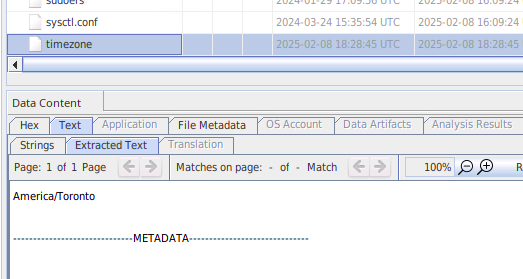 sudoers 2024-01-29 17:09:56 UTC 2025-02-08 16:09:24
sysctl.conf 2024-03-24 15:35:54 UTC 2025-02-08 16:09:24
timezone 2025-02-08 18:28:45 UTC 2025-02-08 18:28:45
Data Content
Hex Text Application File Metadata OS Account Data Artifacts Analysis Results
Strings Extracted Text Translation
Page: 1 of 1 Page Matches on page: - of - Match 100% R
America/Toronto
------------------------------METADATA------------------------------